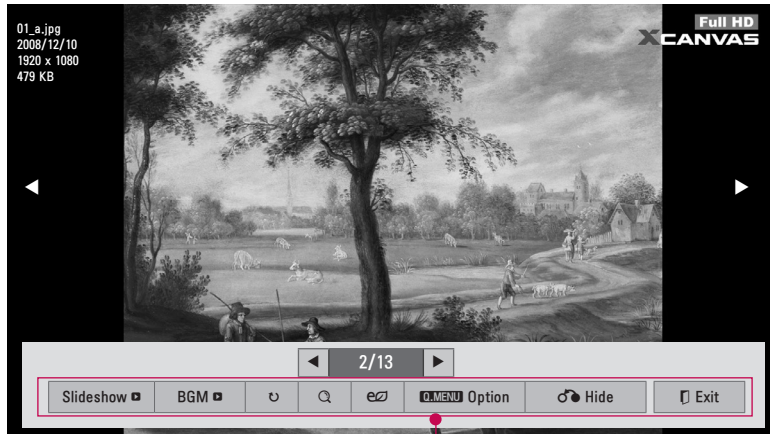 01_a.jpg
2008/12/10
1920 x 1080
479 KB
Full HD
XCANVAS
2/13
Slideshow
BGM
Q.MENU Option
Hide
Exit